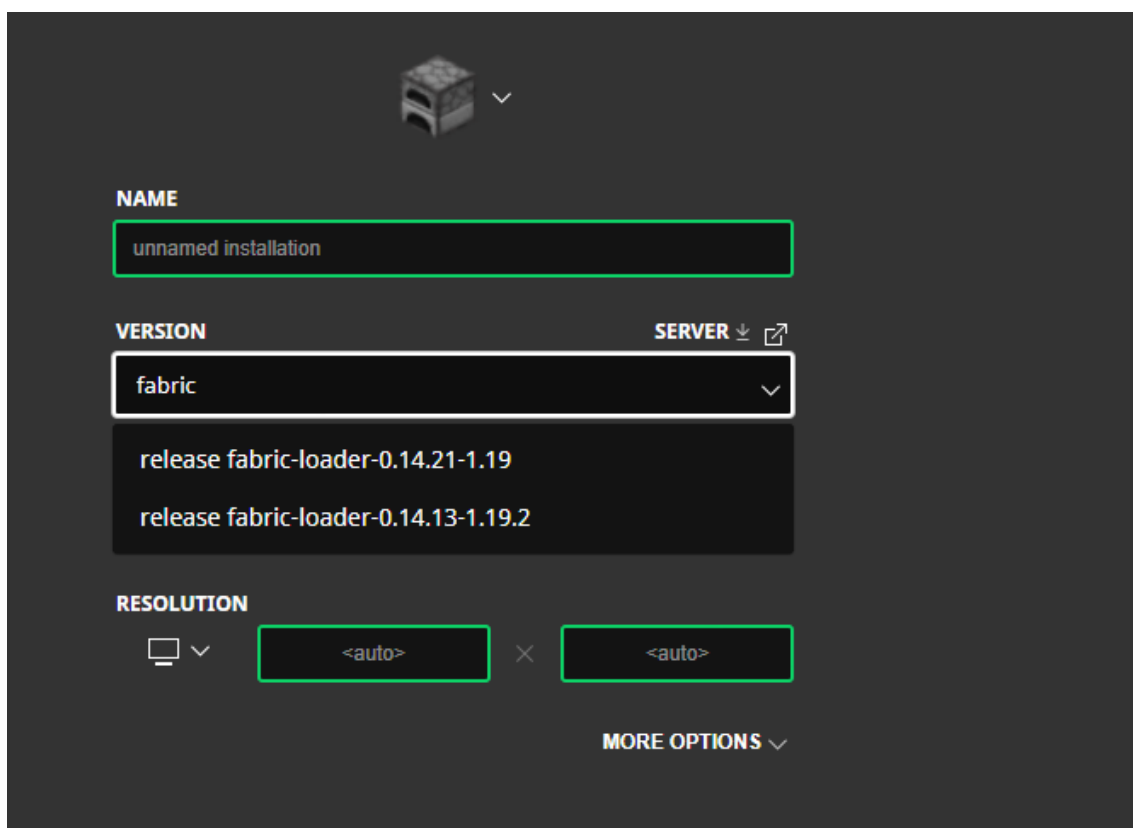 NAME
unnamed installation
VERSION SERVER
fabric
release fabric-loader-0.14.21-1.19
release fabric-loader-0.14.13-1.19.2
RESOLUTION
<auto> <auto>
MORE OPTIONS